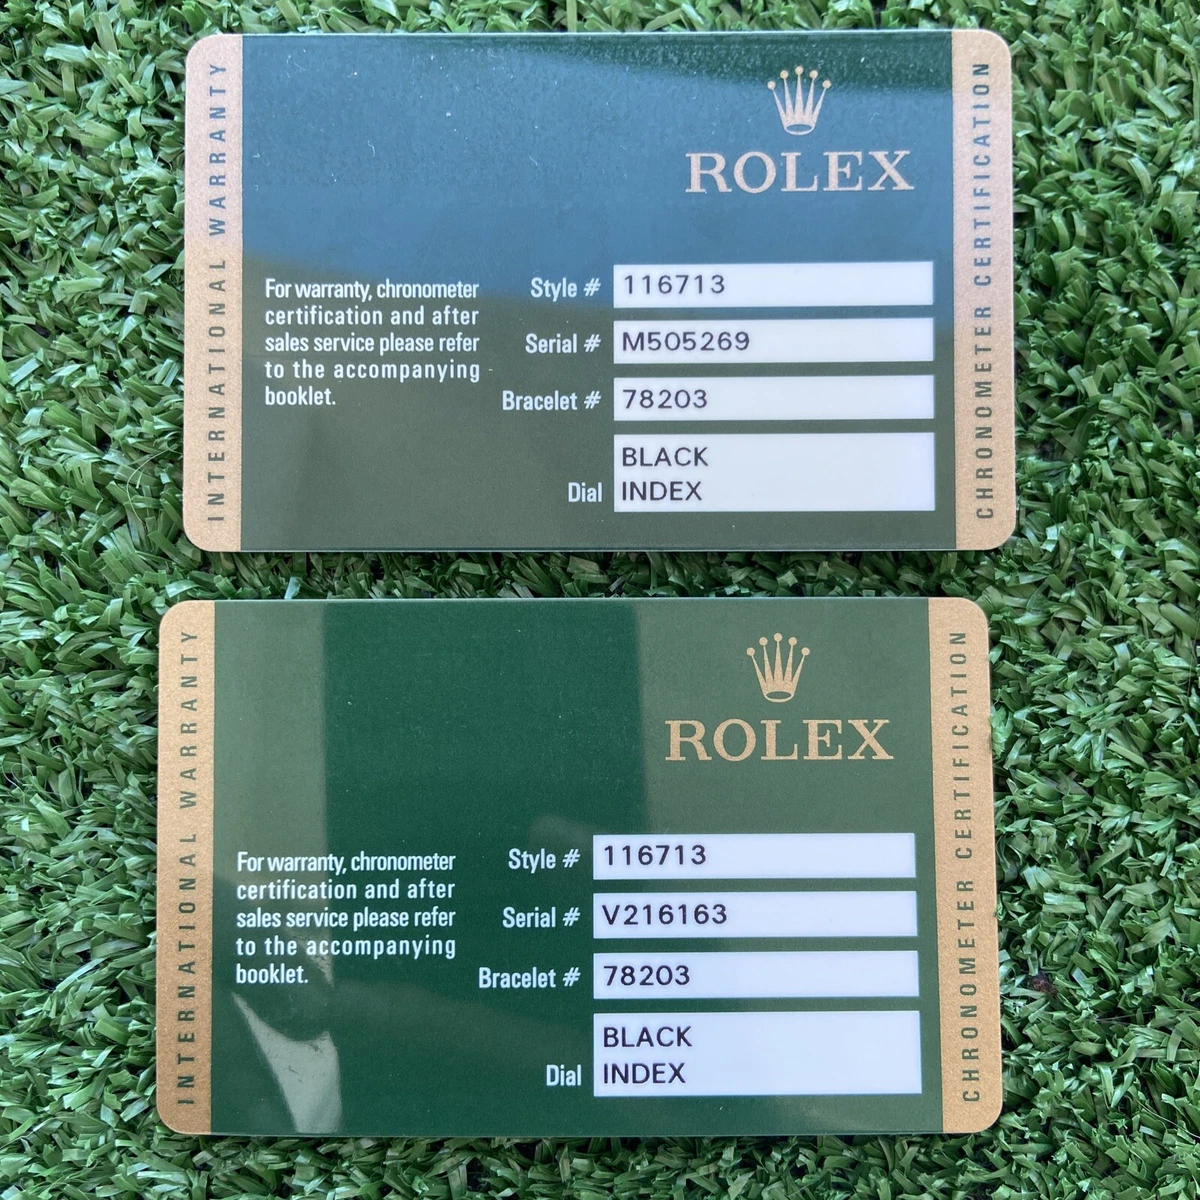 INTERNATIONAL WARRANTY
ROLEX
For warranty, chronometer
certification and after
sales service please refer
to the accompanying
booklet.
Style # 116713
Serial # M505269
Bracelet # 78203
BLACK
Dial INDEX
CHRONOMETER CERTIFICATION
INTERNATIONAL WARRANTY
ROLEX
For warranty, chronometer
certification and after
sales service please refer
to the accompanying
booklet.
Style # 116713
Serial # V216163
Bracelet # 78203
BLACK
Dial INDEX
CHRONOMETER CERTIFICATION